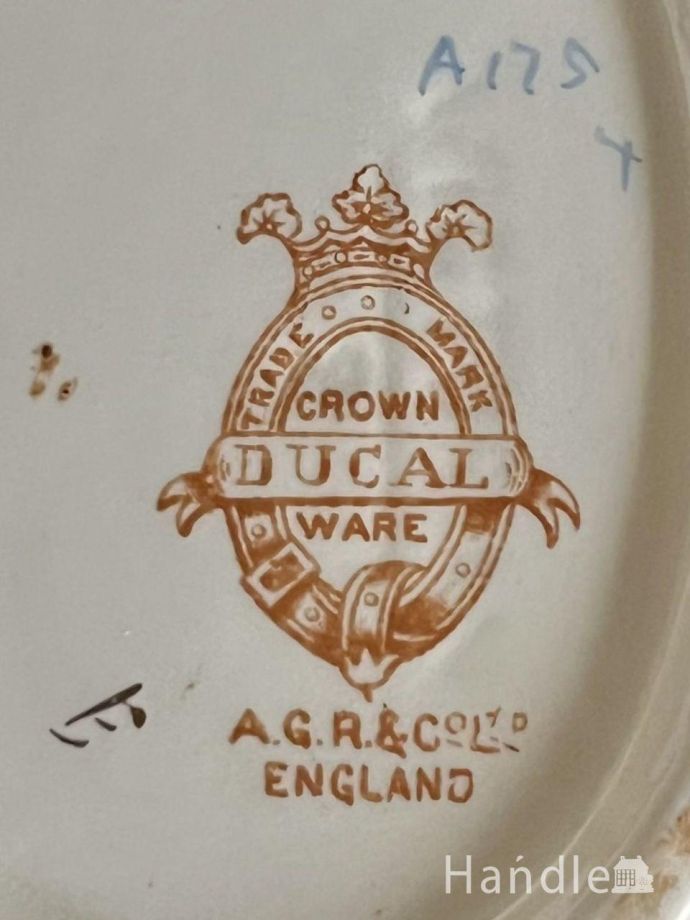 A175
TRADE MARK
CROWN
DUCAL
WARE
A.G.R.&CO LTD
ENGLAND
Handle